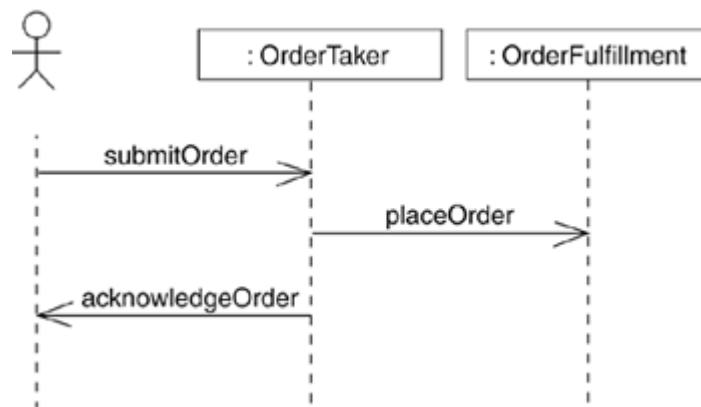 : OrderTaker
: OrderFulfillment
submitOrder
placeOrder
acknowledgeOrder